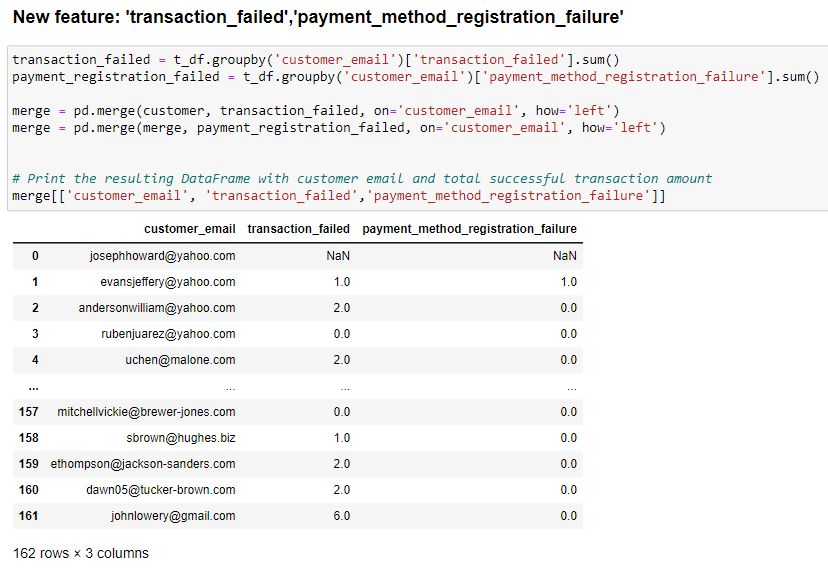 New feature: 'transaction_failed','payment_method_registration_failure'
transaction_failed = t_df.groupby('customer_email')['transaction_failed'].sum()
payment_registration_failed = t_df.groupby('customer_email')['payment_method_registration_failure'].sum()
merge = pd.merge(customer, transaction_failed, on='customer_email', how='left')
merge = pd.merge(merge, payment_registration_failed, on='customer_email', how='left')
# Print the resulting DataFrame with customer email and total successful transaction amount
merge[['customer_email', 'transaction_failed','payment_method_registration_failure']]
customer_email transaction_failed payment_method_registration_failure
0 josephhoward@yahoo.com NaN NaN
1 evansjeffery@yahoo.com 1.0 1.0
2 andersonwilliam@yahoo.com 2.0 0.0
3 rubenjuarez@yahoo.com 0.0 0.0
4 uchen@malone.com 2.0 0.0
... ... ... ...
157 mitchellvickie@brewer-jones.com 0.0 0.0
158 sbrown@hughes.biz 1.0 0.0
159 ethompson@jackson-sanders.com 2.0 0.0
160 dawn05@tucker-brown.com 2.0 0.0
161 johnlowery@gmail.com 6.0 0.0
162 rows × 3 columns